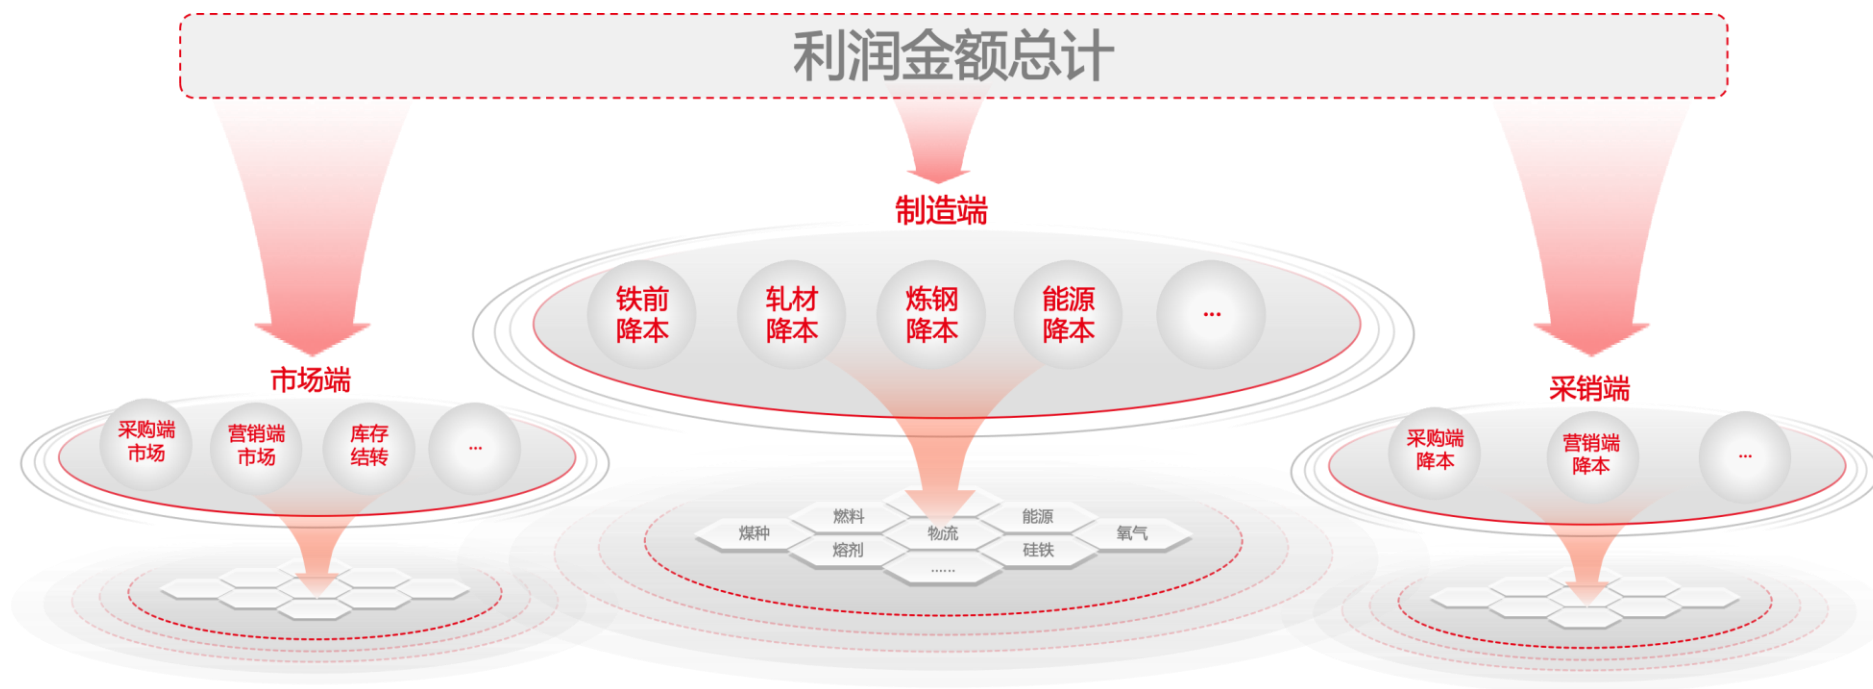 利润金额总计
制造端
铁前
降本
轧材
降本
炼钢
降本
能源
降本
...
市场端
采购端
市场
营销端
市场
库存
结转
...
采销端
采购端
降本
营销端
降本
...
煤种
燃料
熔剂
物流
......
能源
硅铁
氧气